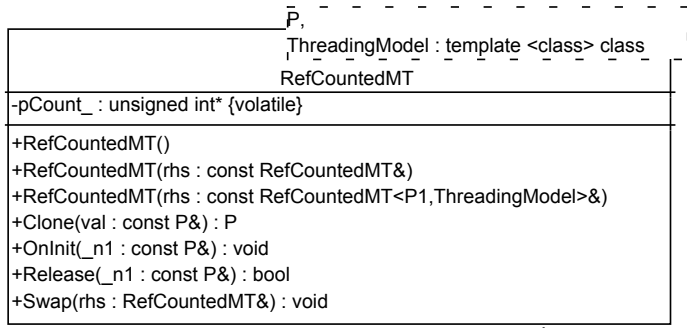 P,
ThreadingModel : template <class> class
RefCountedMT
-pCount_ : unsigned int* {volatile}
+RefCountedMT()
+RefCountedMT(rhs : const RefCountedMT&)
+RefCountedMT(rhs : const RefCountedMT<P1,ThreadingModel>&)
+Clone(val : const P&) : P
+OnInit(_n1 : const P&) : void
+Release(_n1 : const P&) : bool
+Swap(rhs : RefCountedMT&) : void